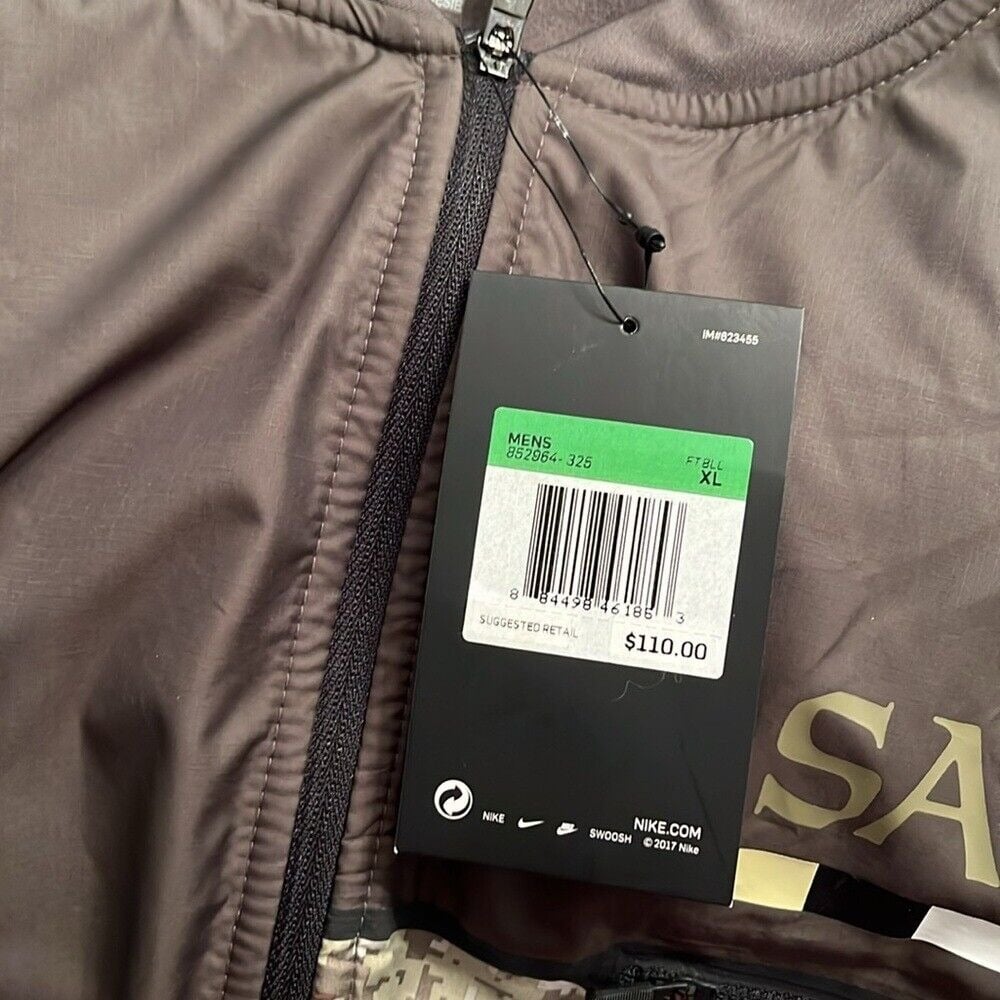 IM#623455
MENS
852964-325
FTBLL
XL
8 84498 46185 3
SUGGESTED RETAIL
$110.00
NIKE
SWOOSH
NIKE.COM
©2017 Nike
SA